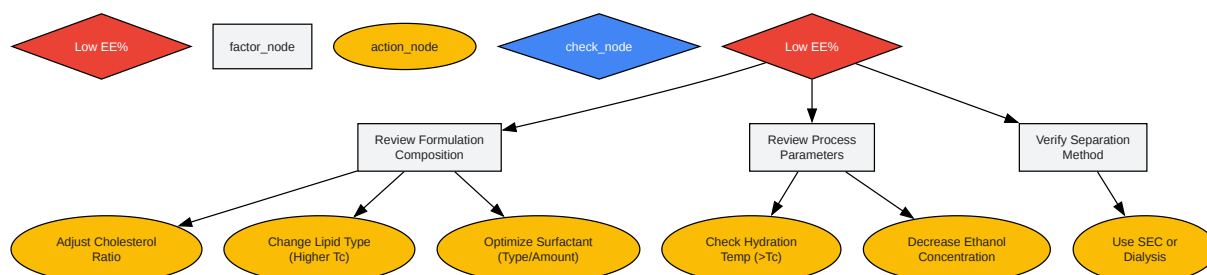 Low EE%
factor_node
action_node
check_node
Low EE%
Review Formulation
Composition
Review Process
Parameters
Verify Separation
Method
Adjust Cholesterol
Ratio
Change Lipid Type
(Higher Tc)
Optimize Surfactant
(Type/Amount)
Check Hydration
Temp (>Tc)
Decrease Ethanol
Concentration
Use SEC or
Dialysis